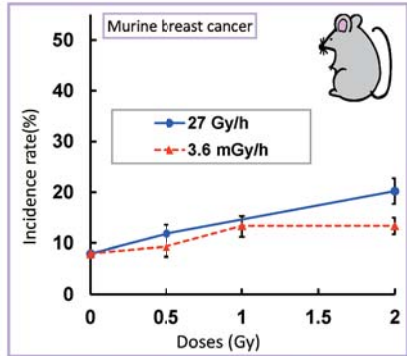 Murine breast cancer
50
40
30
20
10
0
Incidence rate(%)
27 Gy/h
3.6 mGy/h
0 0.5 1 1.5 2
Doses (Gy)